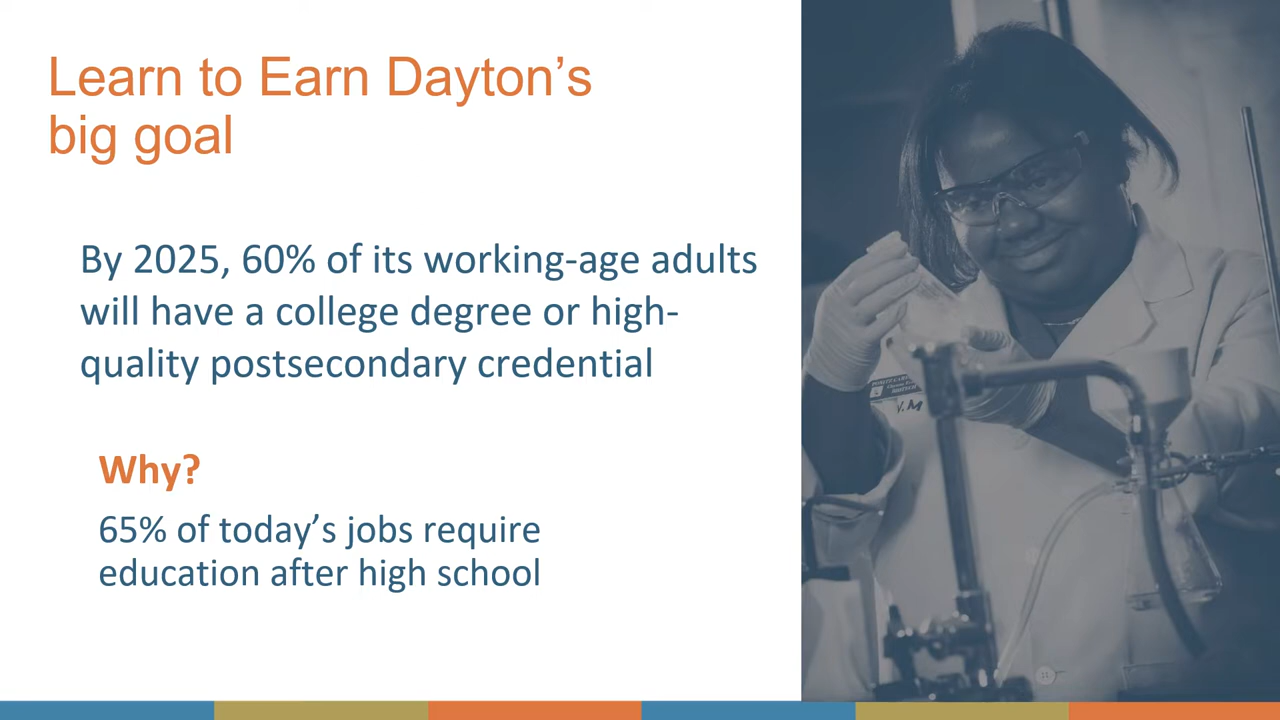 Learn to Earn Dayton’s
big goal
By 2025, 60% of its working-age adults
will have a college degree or high-
quality postsecondary credential
Why?
65% of today’s jobs require
education after high school
V.M